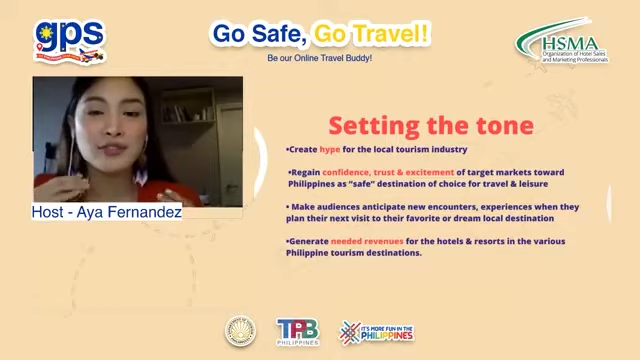 gps
Go Safe, Go Travel!
Be our Online Travel Buddy!
HSMA
Organization of Hotel Sales
and Marketing Professionals
Setting the tone
•Create hype for the local tourism industry
•Regain confidence, trust & excitement of target markets toward
Philippines as “safe” destination of choice for travel & leisure
• Make audiences anticipate new encounters, experiences when they
plan their next visit to their favorite or dream local destination
•Generate needed revenues for the hotels & resorts in the various
Philippine tourism destinations.
Host - Aya Fernandez
TPB
PHILIPPINES
IT'S MORE FUN IN THE
PHILIPPINES